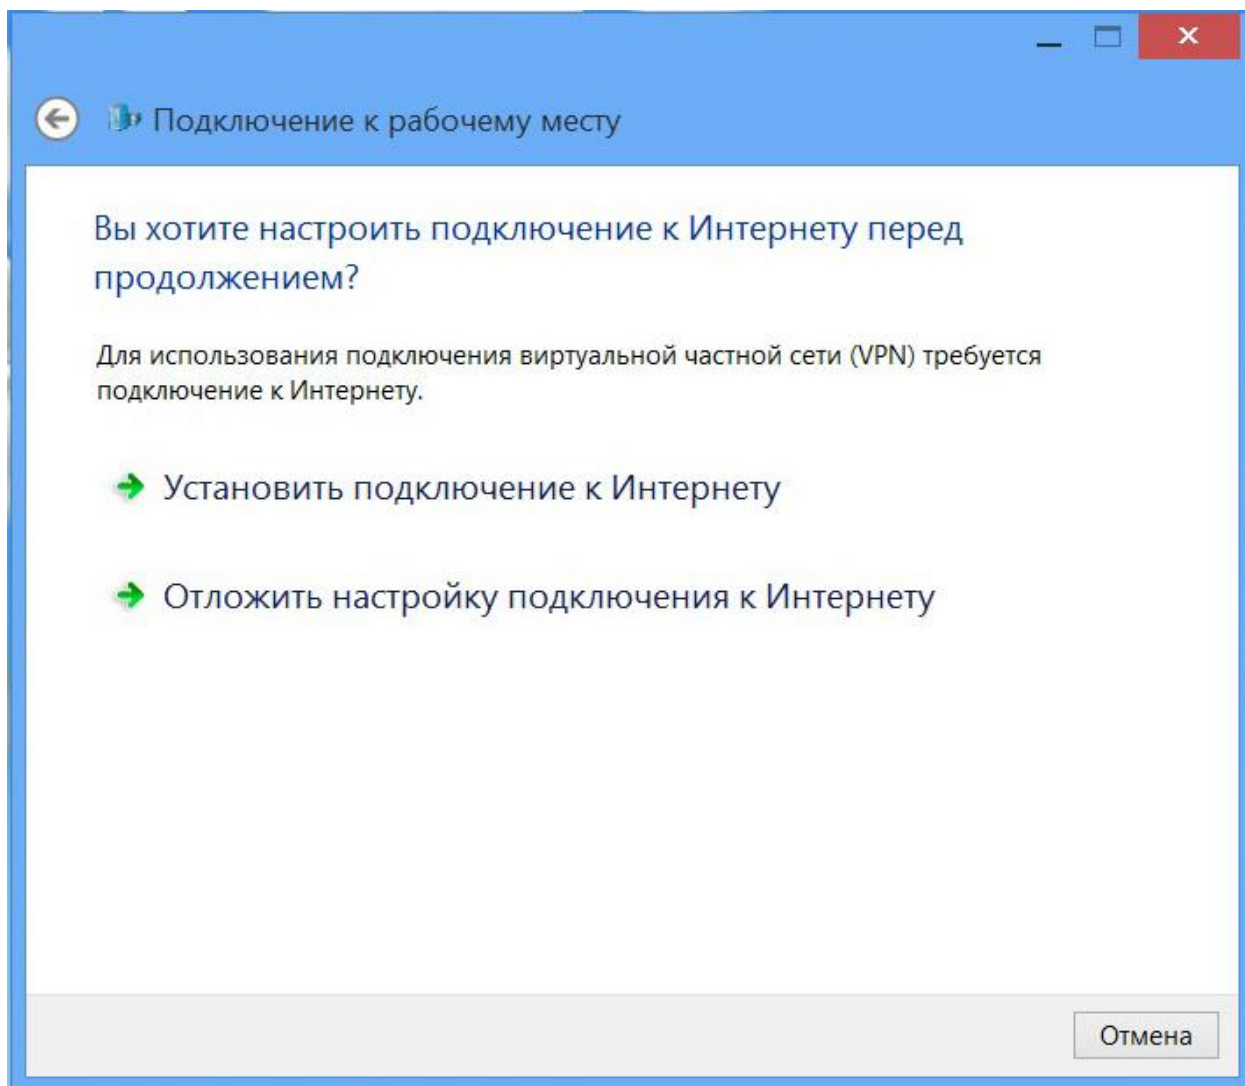 Подключение к рабочему месту
Вы хотите настроить подключение к Интернету перед
продолжением?
Для использования подключения виртуальной частной сети (VPN) требуется
подключение к Интернету.
Установить подключение к Интернету
Отложить настройку подключения к Интернету
Отмена